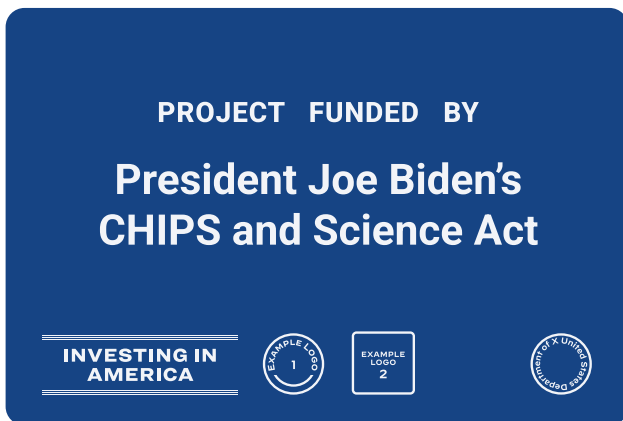 PROJECT FUNDED BY
President Joe Biden’s
CHIPS and Science Act
INVESTING IN
AMERICA
EXAMPLE LOGO
1
EXAMPLE
LOGO
2
Department of X United States